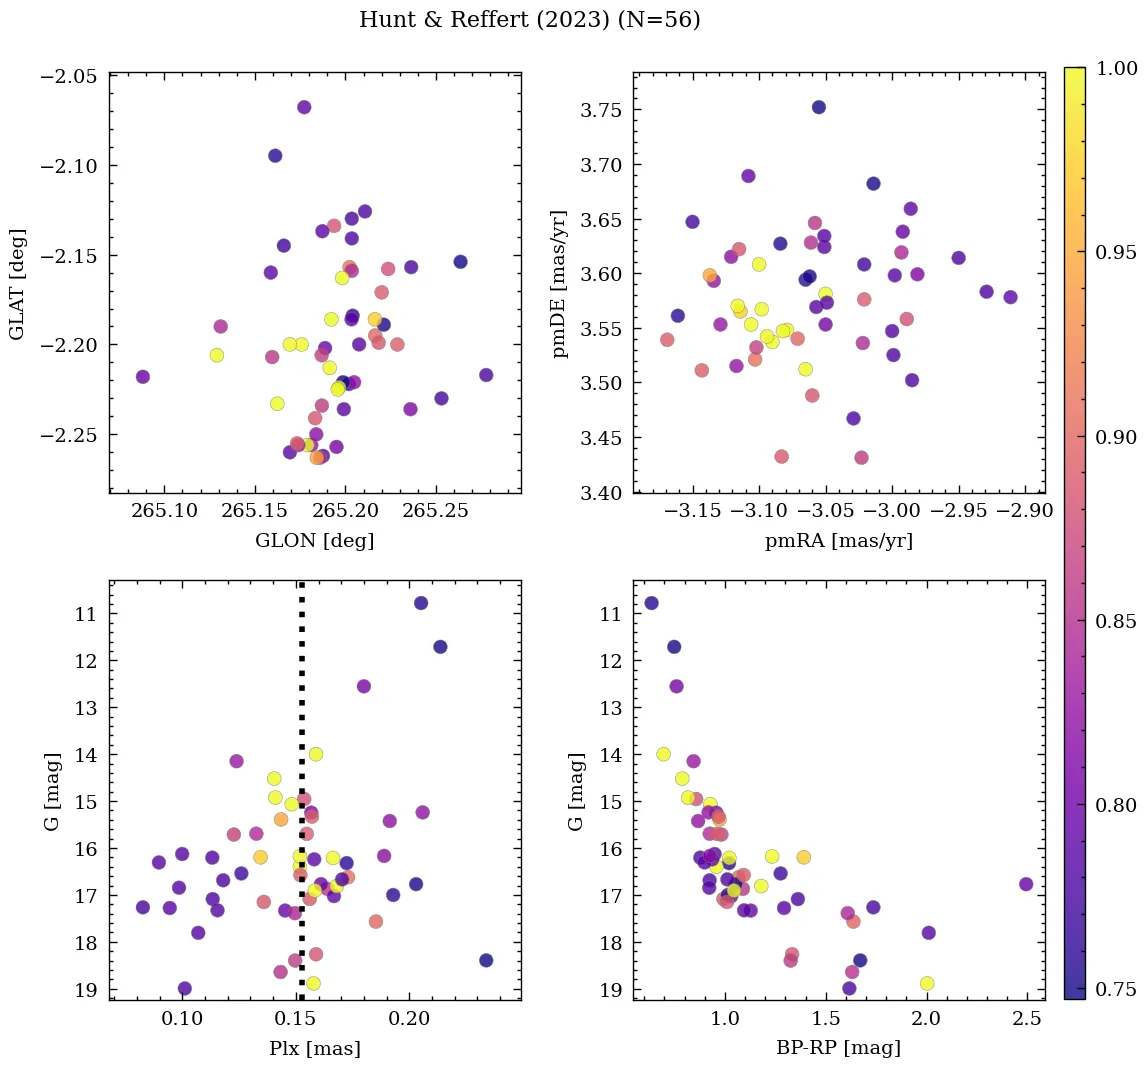 Hunt & Reffert (2023) (N=56)
−2.05
−2.10
−2.15
−2.20
−2.25
GLAT [deg]
265.10 265.15 265.20 265.25
GLON [deg]
3.75
3.70
3.65
3.60
3.55
3.50
3.45
3.40
pmDE [mas/yr]
−3.15 −3.10 −3.05 −3.00 −2.95 −2.90
pmRA [mas/yr]
11
12
13
14
15
16
17
18
19
G [mag]
0.10 0.15 0.20
Plx [mas]
11
12
13
14
15
16
17
18
19
G [mag]
1.0 1.5 2.0 2.5
BP-RP [mag]
1.00
0.95
0.90
0.85
0.80
0.75